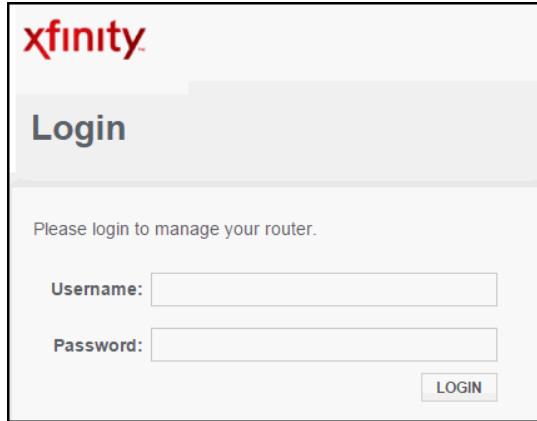 xfinity
Login
Please login to manage your router.
Username:
Password:
LOGIN